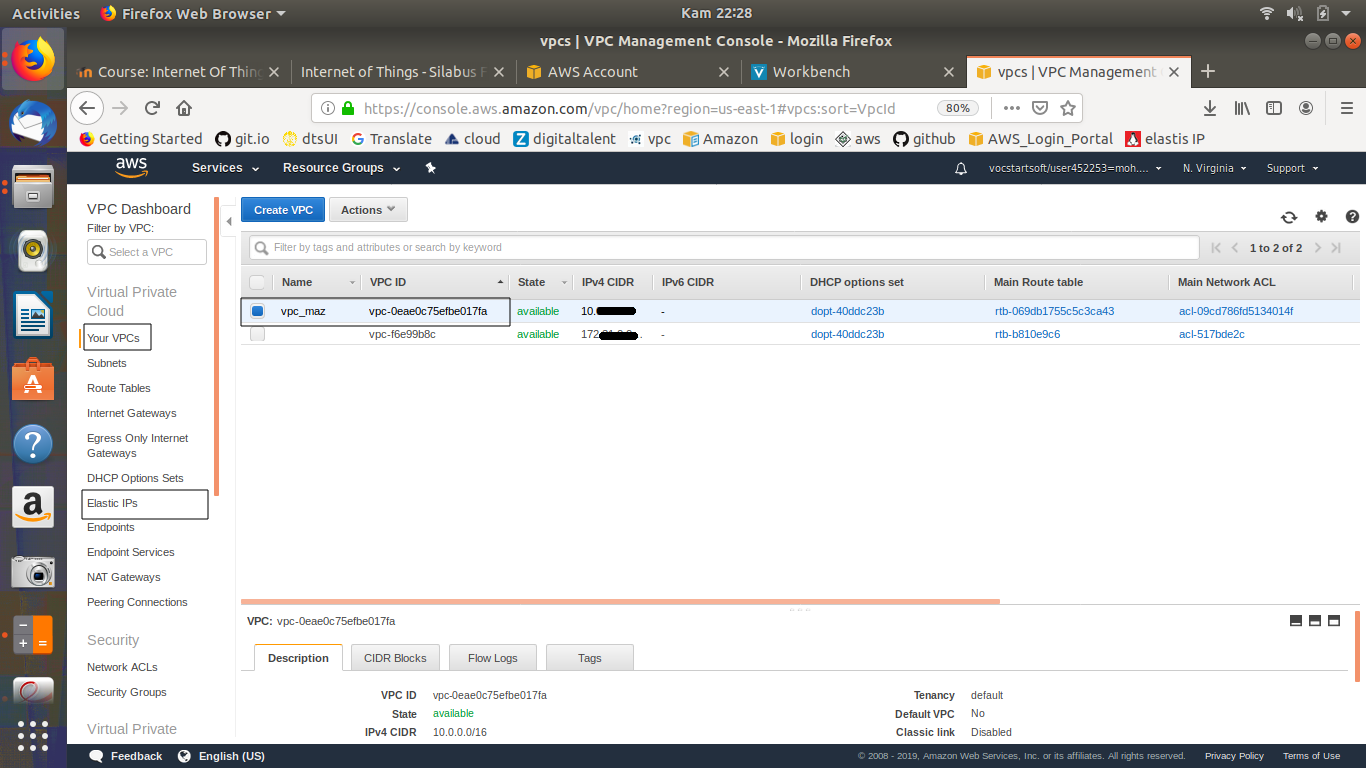 Activities Firefox Web Browser Kam 22:28
vpcs | VPC Management Console - Mozilla Firefox
Course: Internet Of Thing Internet of Things - Silabus F AWS Account Workbench vpcs | VPC Management
https://console.aws.amazon.com/vpc/home?region=us-east-1#vpcs:sort=VpcId 80%
Getting Started git.io dtsUI Translate cloud digitaltalent vpc Amazon login aws github AWS_Login_Portal elastis IP
aws Services Resource Groups vocstartsoft/user452253=moh.... N. Virginia Support
VPC Dashboard
Filter by VPC:
Select a VPC
Virtual Private
Cloud
Your VPCs
Subnets
Route Tables
Internet Gateways
Egress Only Internet
Gateways
DHCP Options Sets
Elastic IPs
Endpoints
Endpoint Services
NAT Gateways
Peering Connections
Security
Network ACLs
Security Groups
Virtual Private
Create VPC Actions
Filter by tags and attributes or search by keyword 1 to 2 of 2
Name VPC ID State IPv4 CIDR IPv6 CIDR DHCP options set Main Route table Main Network ACL
vpc_maz vpc-0eae0c75efbe017fa available 10. - dopt-40ddc23b rtb-069db1755c5c3ca43 acl-09cd786fd5134014f
vpc-f6e99b8c available 172 - dopt-40ddc23b rtb-b810e9c6 acl-517bde2c
VPC: vpc-0eae0c75efbe017fa
Description CIDR Blocks Flow Logs Tags
VPC ID vpc-0eae0c75efbe017fa Tenancy default
State available Default VPC No
IPv4 CIDR 10.0.0.0/16 Classic link Disabled
Feedback English (US) © 2008 - 2019, Amazon Web Services, Inc. or its affiliates. All rights reserved. Privacy Policy Terms of Use